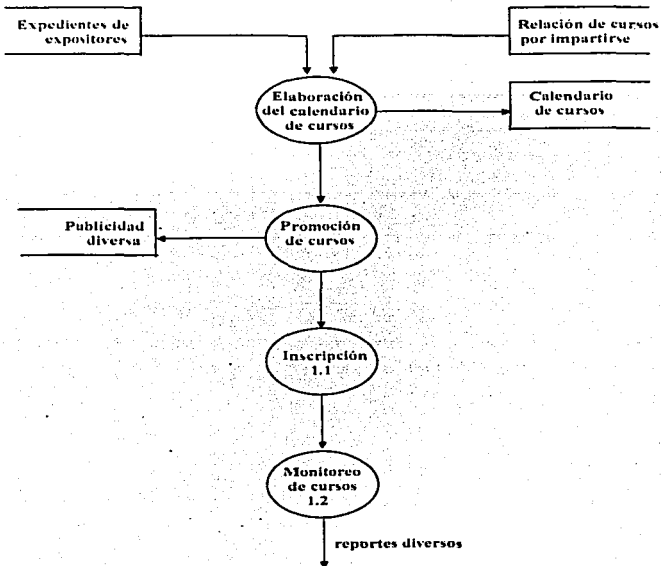 Expedientes de
expositores
Relación de cursos
por impartirse
Elaboración
del calendario
de cursos
Calendario
de cursos
Promoción
de cursos
Publicidad
diversa
Inscripción
1.1
Monitoreo
de cursos
1.2
reportes diversos